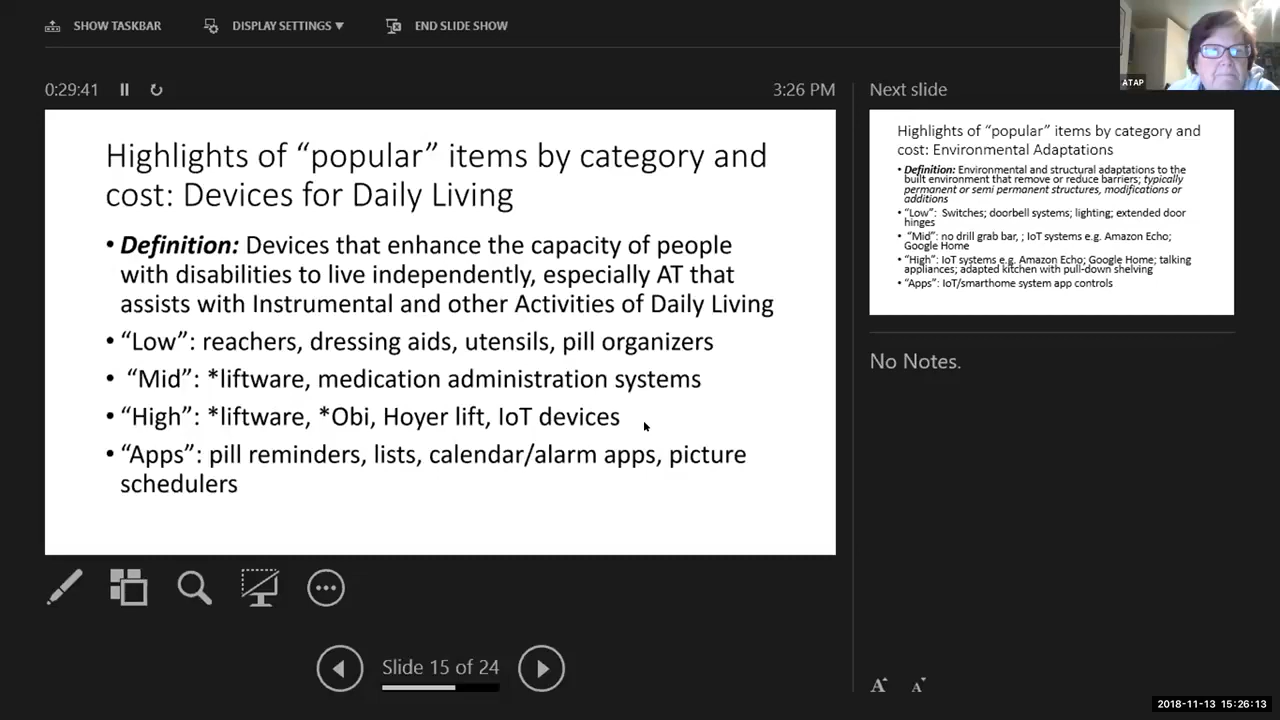 SHOW TASKBAR
DISPLAY SETTINGS ▼
END SLIDE SHOW
ATAP
0:29:41
3:26 PM
Highlights of “popular” items by category and
cost: Devices for Daily Living
• Definition: Devices that enhance the capacity of people
with disabilities to live independently, especially AT that
assists with Instrumental and other Activities of Daily Living
• “Low”: reachers, dressing aids, utensils, pill organizers
• “Mid”: *liftware, medication administration systems
• “High”: *liftware, *Obi, Hoyer lift, IoT devices
• “Apps”: pill reminders, lists, calendar/alarm apps, picture
schedulers
Slide 15 of 24
Next slide
Highlights of “popular” items by category and
cost: Environmental Adaptations
• Definition: Environmental and structural adaptations to the
built environment that remove or reduce barriers; typically
permanent or semi permanent structures, modifications or
additions
• “Low”: Switches; doorbell systems; lighting; extended door
hinges
• “Mid”: no drill grab bar, ; IoT systems e.g. Amazon Echo;
Google Home
• “High”: IoT systems e.g. Amazon Echo; Google Home; talking
appliances; adapted kitchen with pull-down shelving
• “Apps”: IoT/smarthome system app controls
No Notes.
A A
2018-11-13 15:26:13